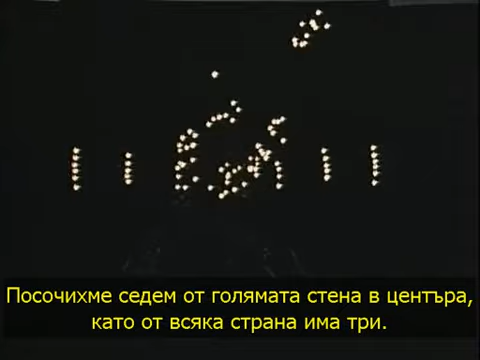 Посочихме седем от голямата стена в центъра,
като от всяка страна има три.